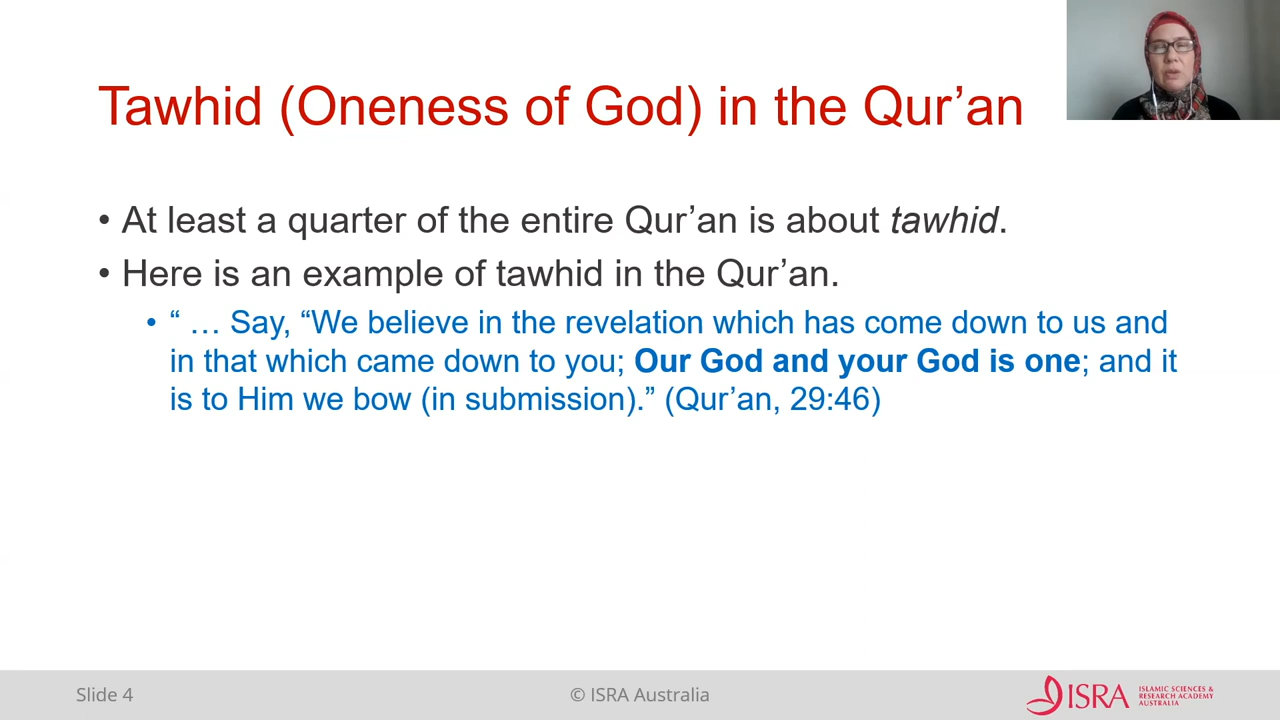 Tawhid (Oneness of God) in the Qur’an
• At least a quarter of the entire Qur’an is about tawhid.
• Here is an example of tawhid in the Qur’an.
• “ … Say, “We believe in the revelation which has come down to us and
in that which came down to you; Our God and your God is one; and it
is to Him we bow (in submission).” (Qur’an, 29:46)
Slide 4
© ISRA Australia
ISRA
ISLAMIC SCIENCES &
RESEARCH ACADEMY
AUSTRALIA